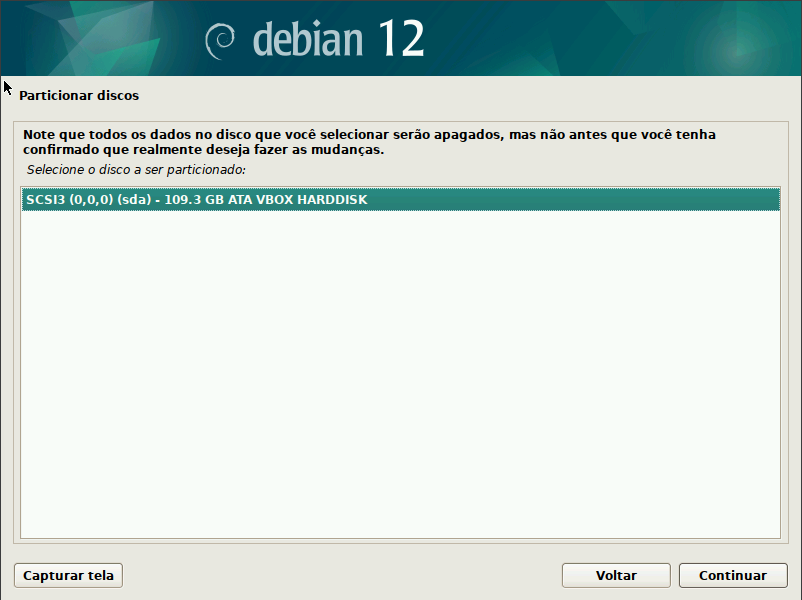 debian 12
Particionar discos
Note que todos os dados no disco que você selecionar serão apagados, mas não antes que você tenha
confirmado que realmente deseja fazer as mudanças.
Selecione o disco a ser particionado:
SCSI3 (0,0,0) (sda) - 109.3 GB ATA VBOX HARDDISK
Capturar tela
Voltar
Continuar